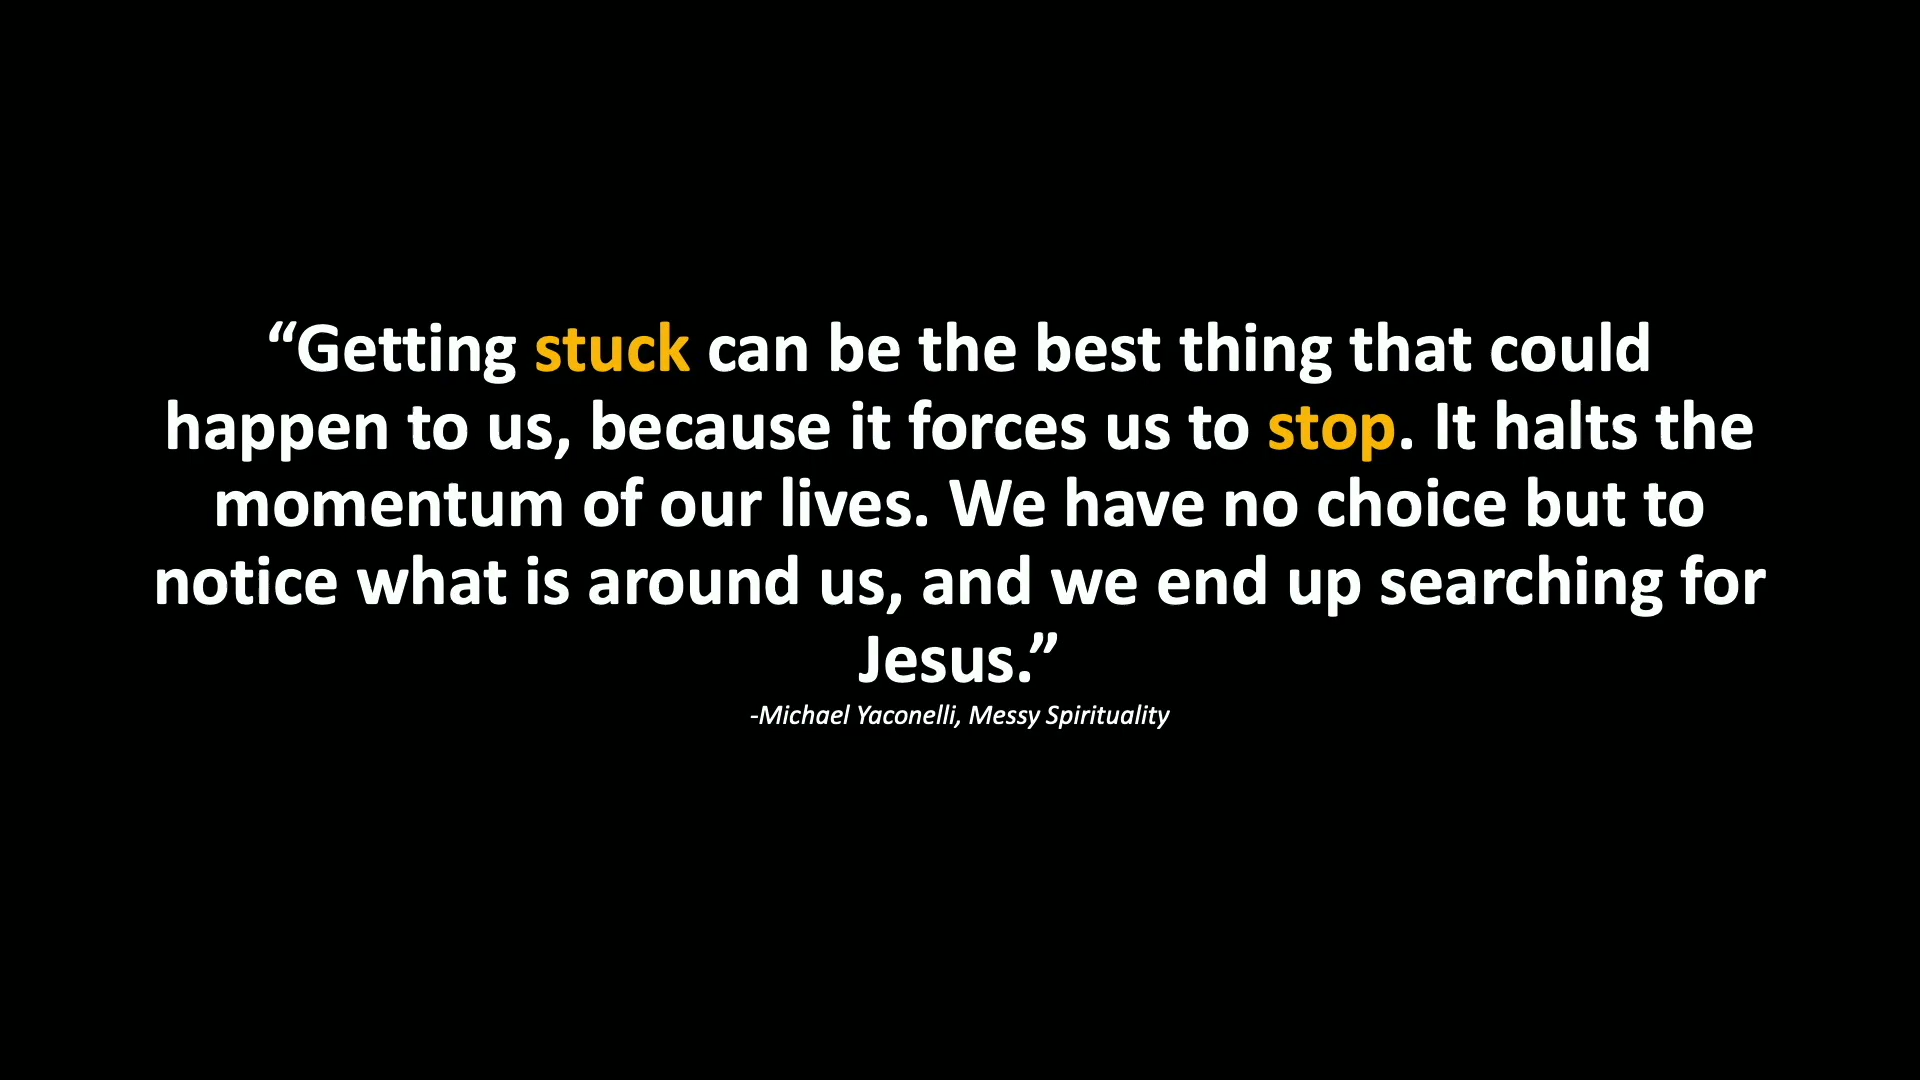 “Getting stuck can be the best thing that could
happen to us, because it forces us to stop. It halts the
momentum of our lives. We have no choice but to
notice what is around us, and we end up searching for
Jesus.”
-Michael Yaconelli, Messy Spirituality